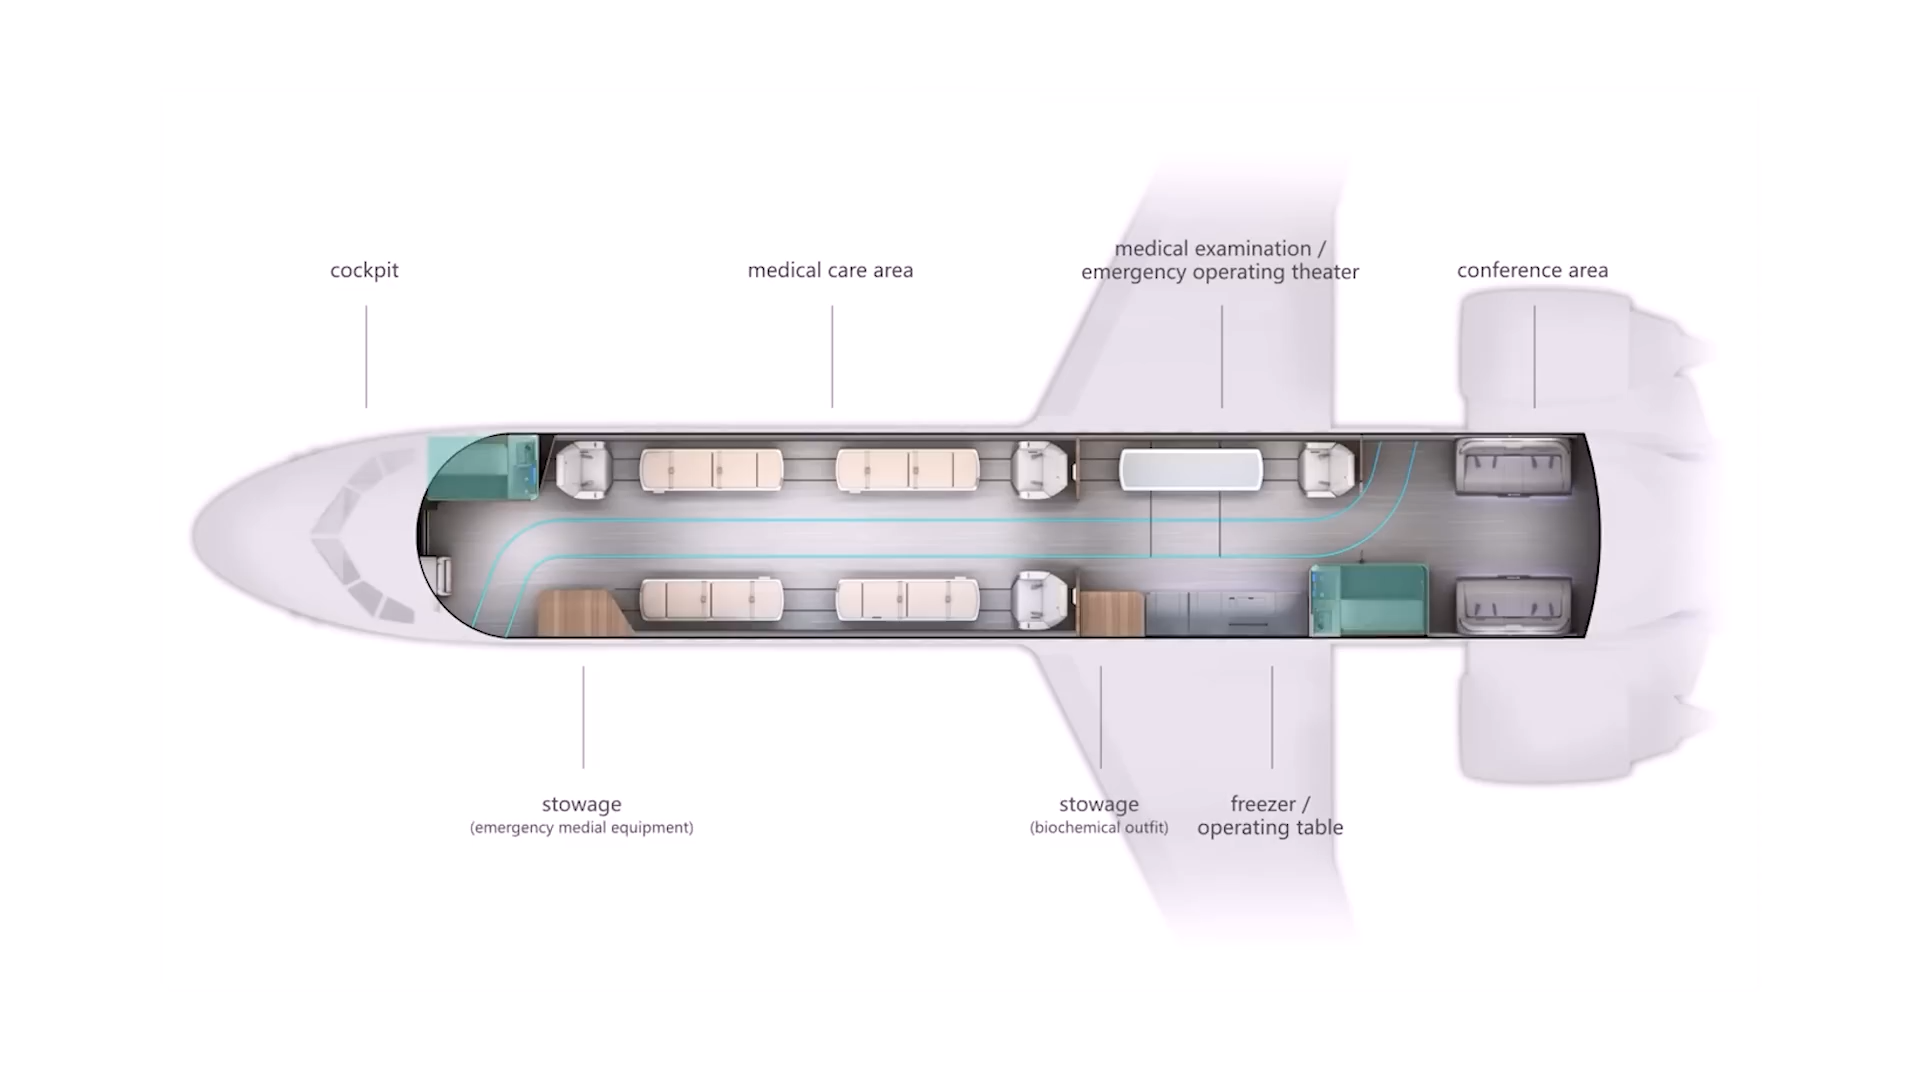 cockpit
medical care area
medical examination /
emergency operating theater
conference area
stowage
(emergency medial equipment)
stowage
(biochemical outfit)
freezer /
operating table